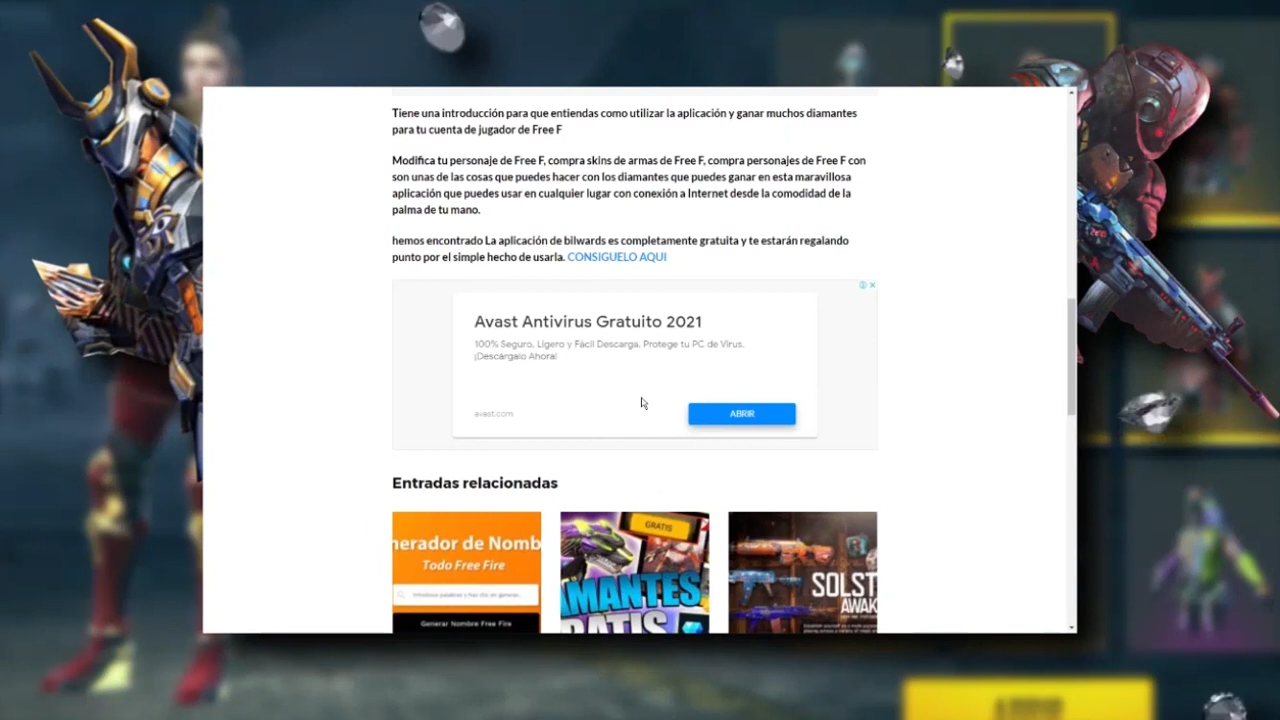 Tiene una introducción para que entiendas como utilizar la aplicación y ganar muchos diamantes
para tu cuenta de jugador de Free F
Modifica tu personaje de Free F, compra skins de armas de Free F, compra personajes de Free F con
son unas de las cosas que puedes hacer con los diamantes que puedes ganar en esta maravillosa
aplicación que puedes usar en cualquier lugar con conexión a Internet desde la comodidad de la
palma de tu mano.
hemos encontrado La aplicación de bilwards es completamente gratuita y te estarán regalando
punto por el simple hecho de usarla. CONSIGUELO AQUI
Avast Antivirus Gratuito 2021
100% Seguro, Ligero y Fácil Descarga. Protege tu PC de Virus.
¡Descárgalo Ahora!
avast.com
ABRIR
Entradas relacionadas
nerador de Nomb
Todo Free Fire
Generar Nombre Free Fire
GRATIS
AMANTES
RATIS
SOLST
AWAK